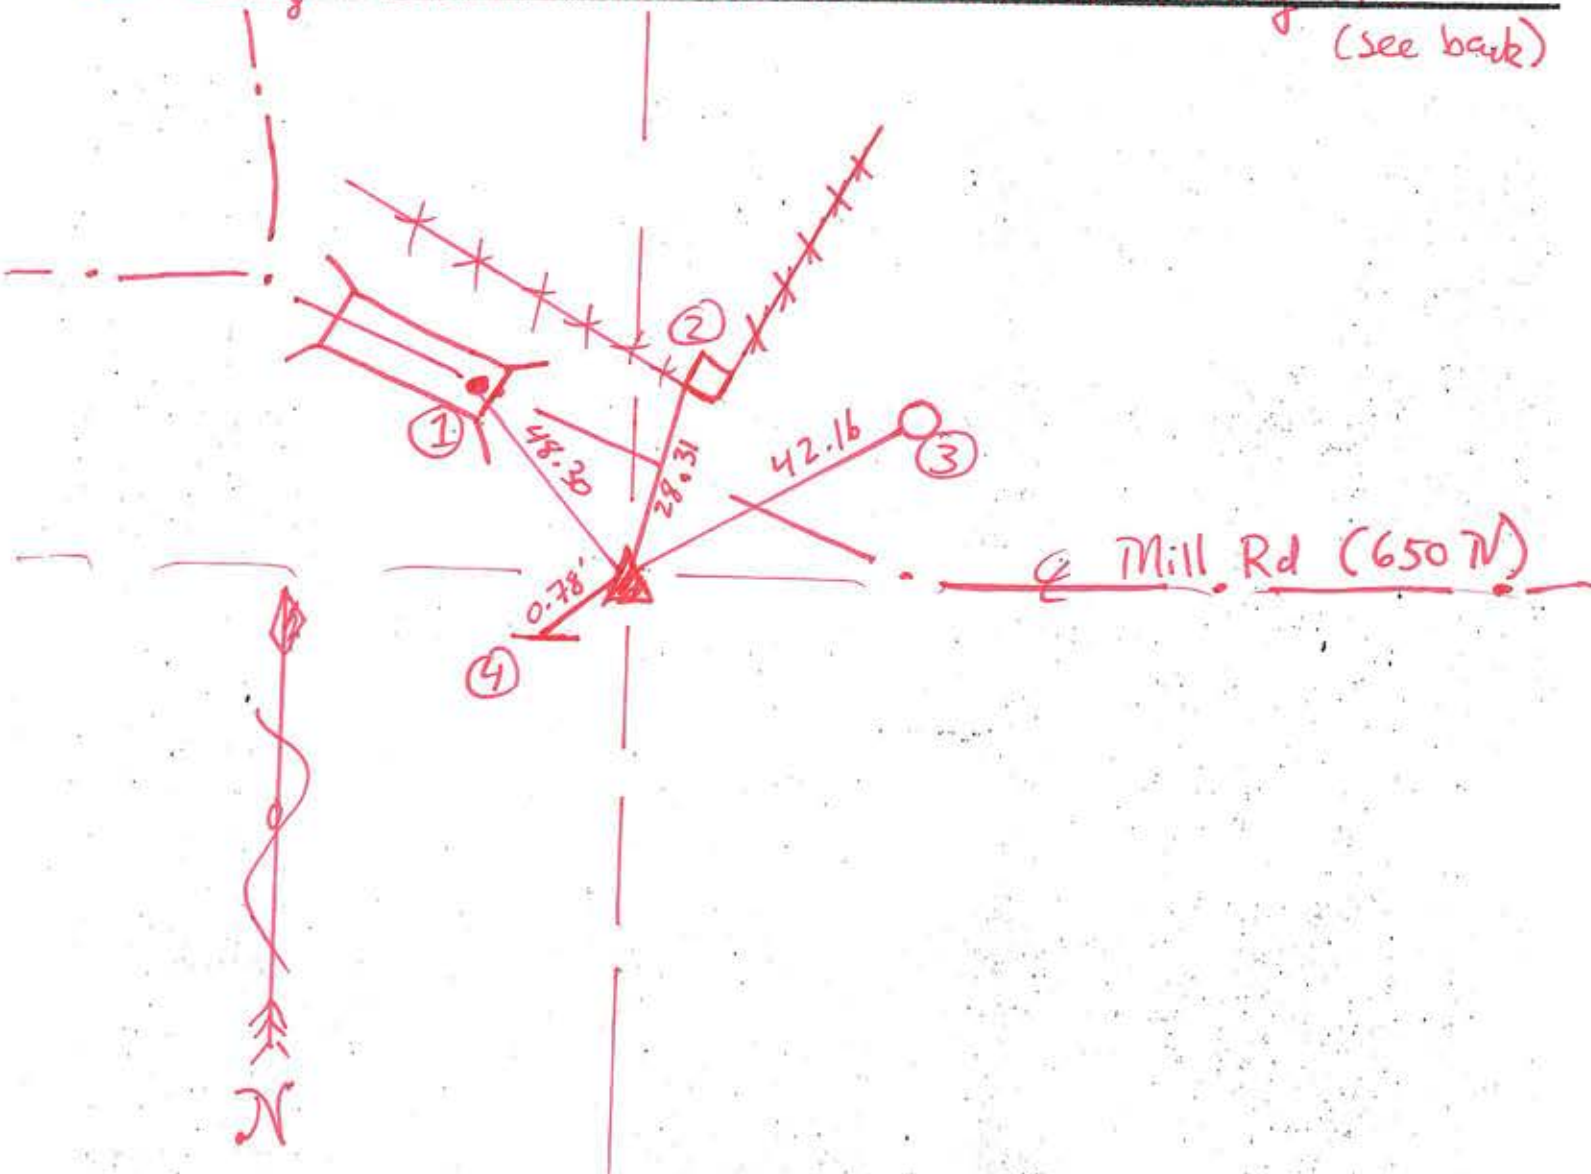 (see back)
②
①
48.30
28.31
42.16
③
℄ Mill Rd (650 N)
0.78'
④
N